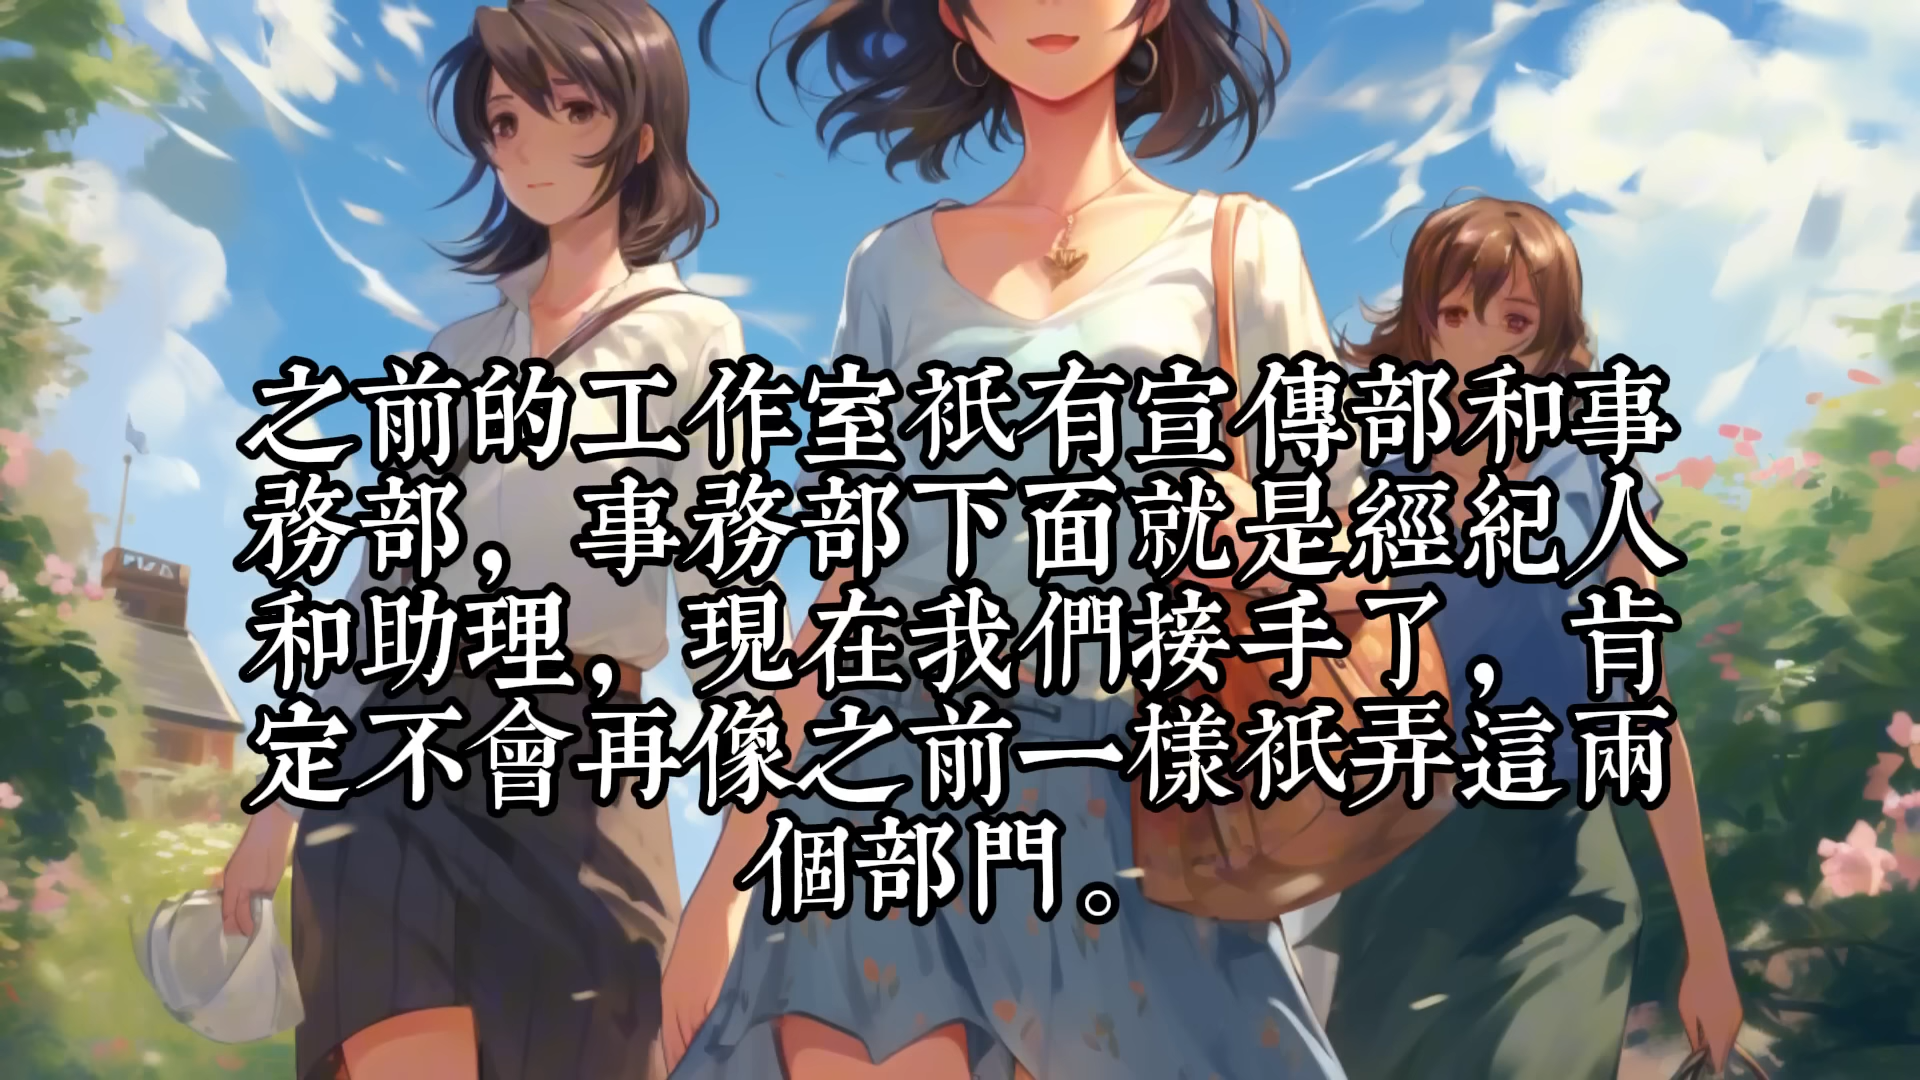 之前的工作室衹有宣傳部和事
務部，事務部下面就是經紀人
和助理，現在我們接手了，肯
定不會再像之前一樣衹弄這兩
個部門。